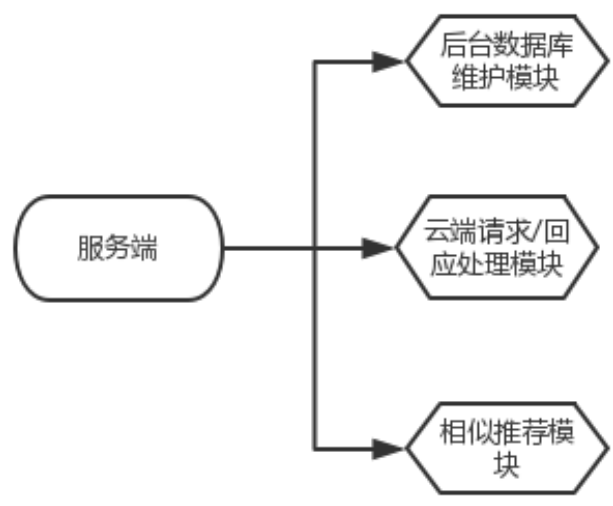 后台数据库
维护模块
服务端
云端请求/回
应处理模块
相似推荐模
块